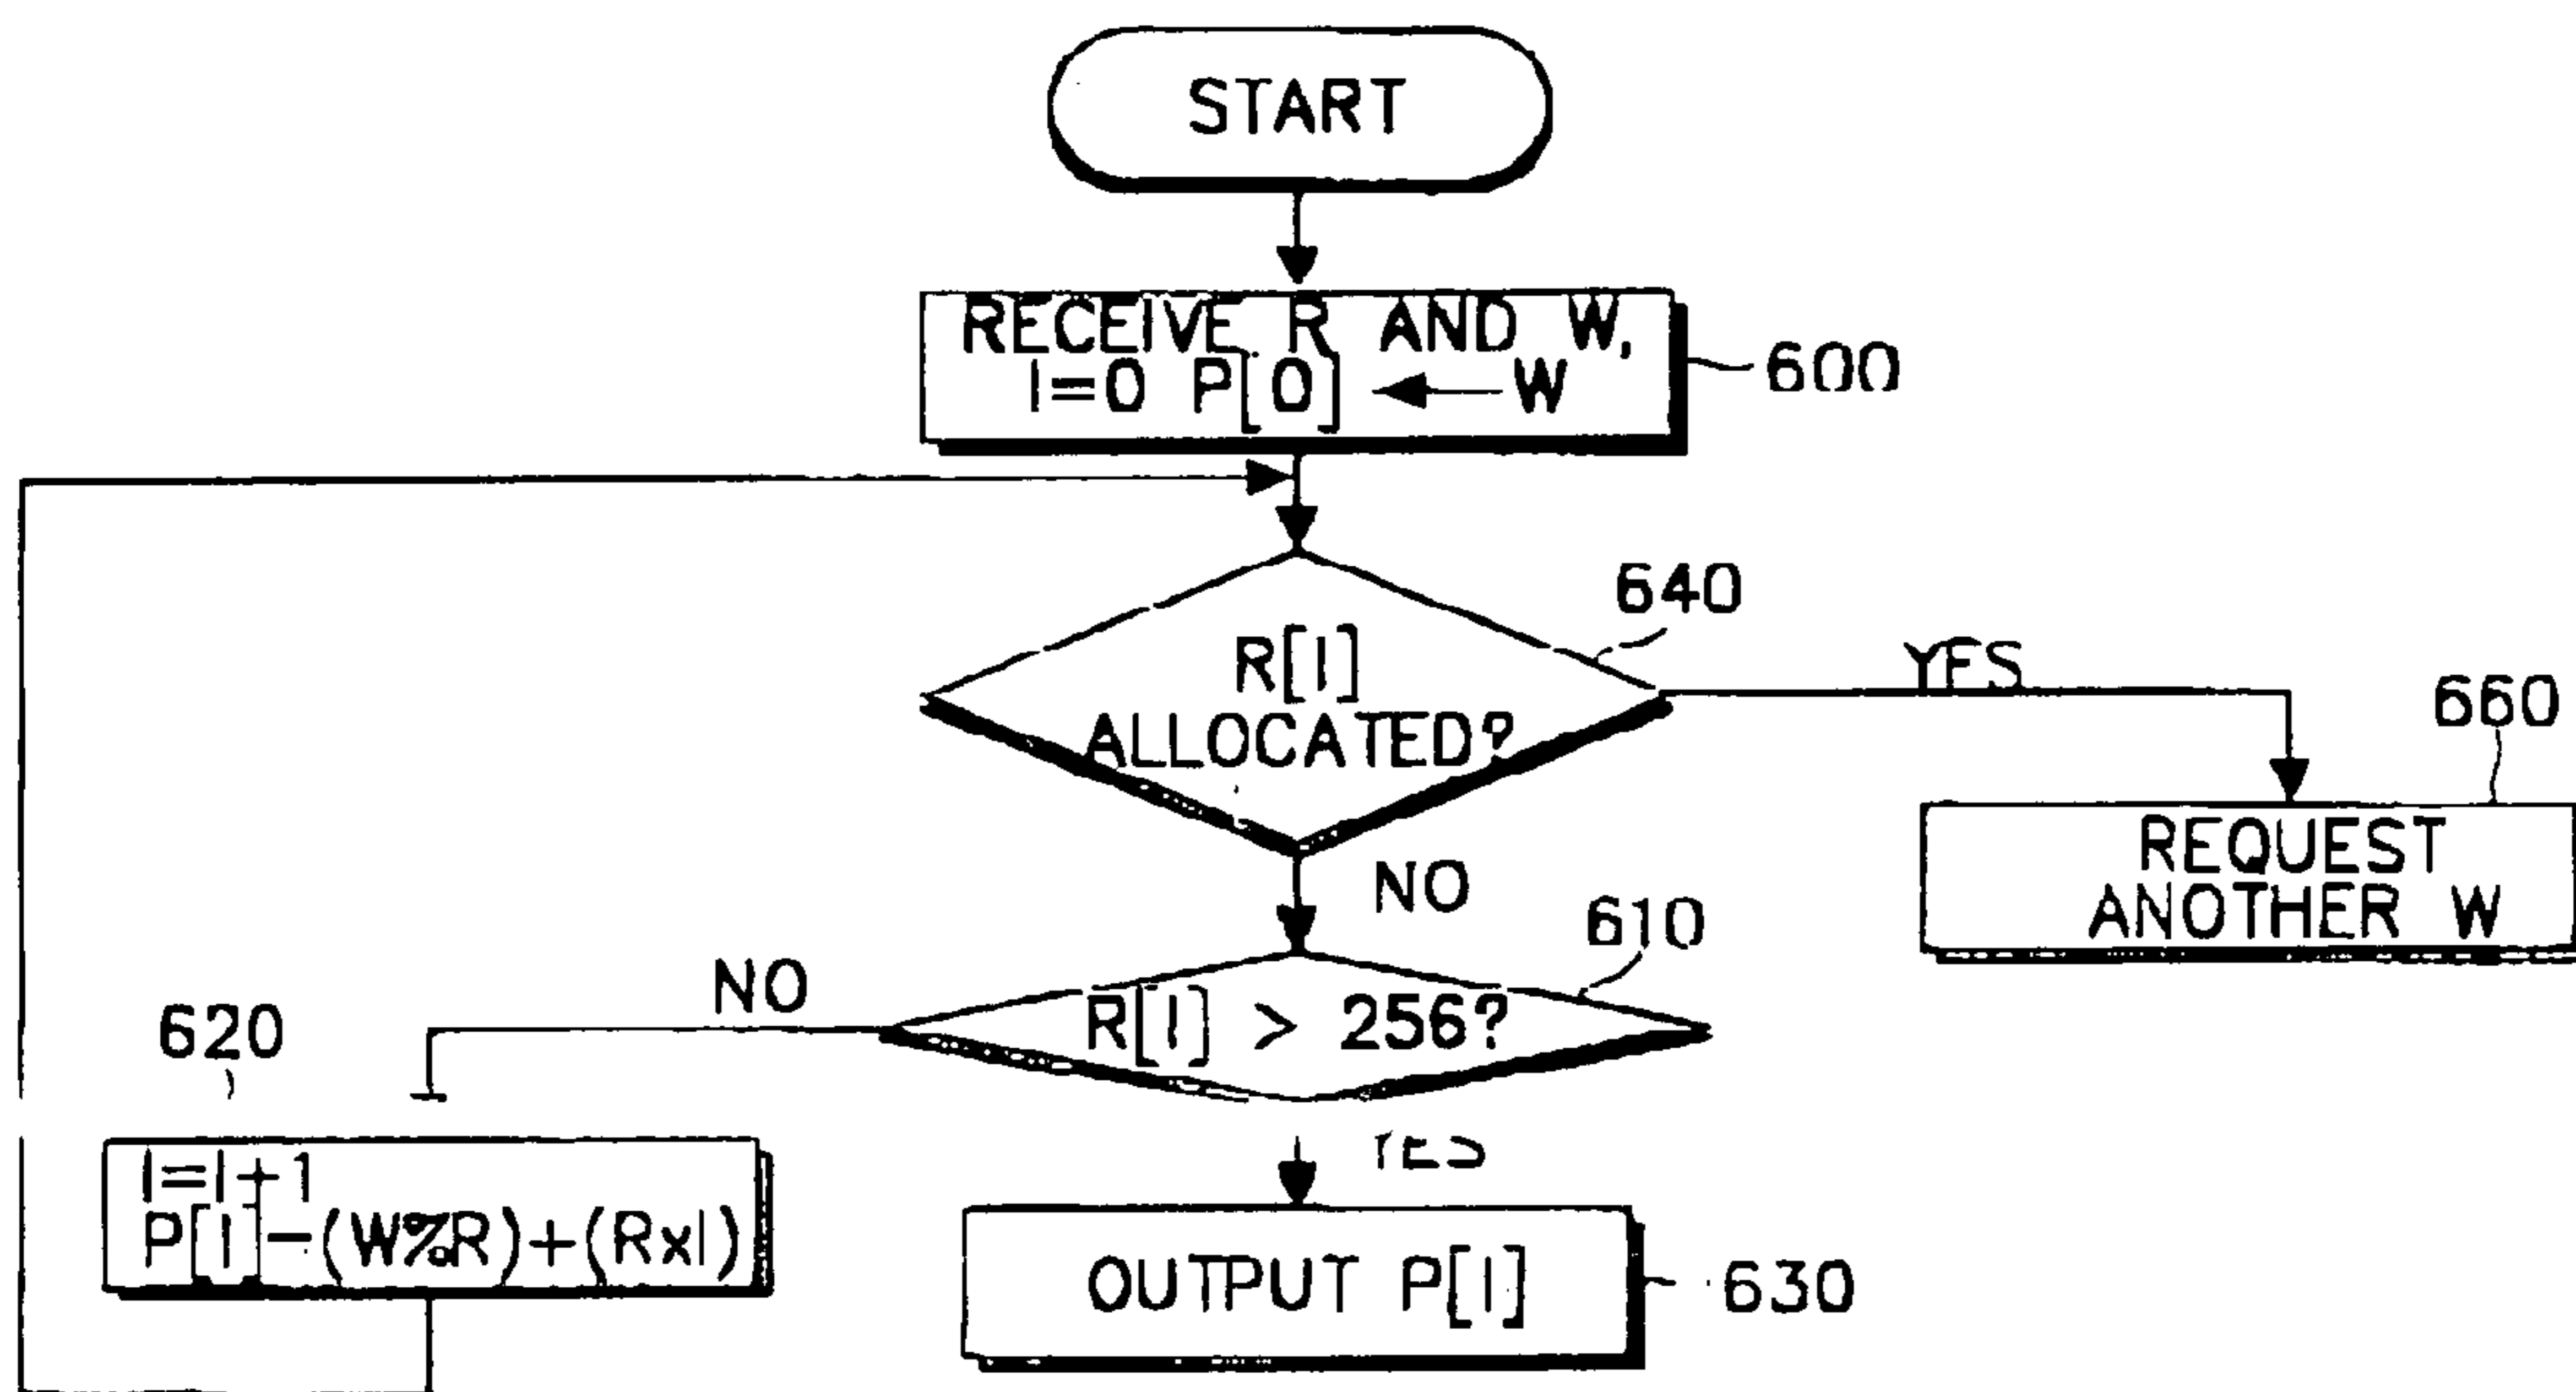 START
RECEIVE R AND W,
I=0 P[0] ← W
600
R[I]
ALLOCATED?
640
YES
660
REQUEST
ANOTHER W
NO
610
R[I] > 256?
NO
620
I=I+1
P[I]-(W%R)+(RxI)
YES
OUTPUT P[I]
630